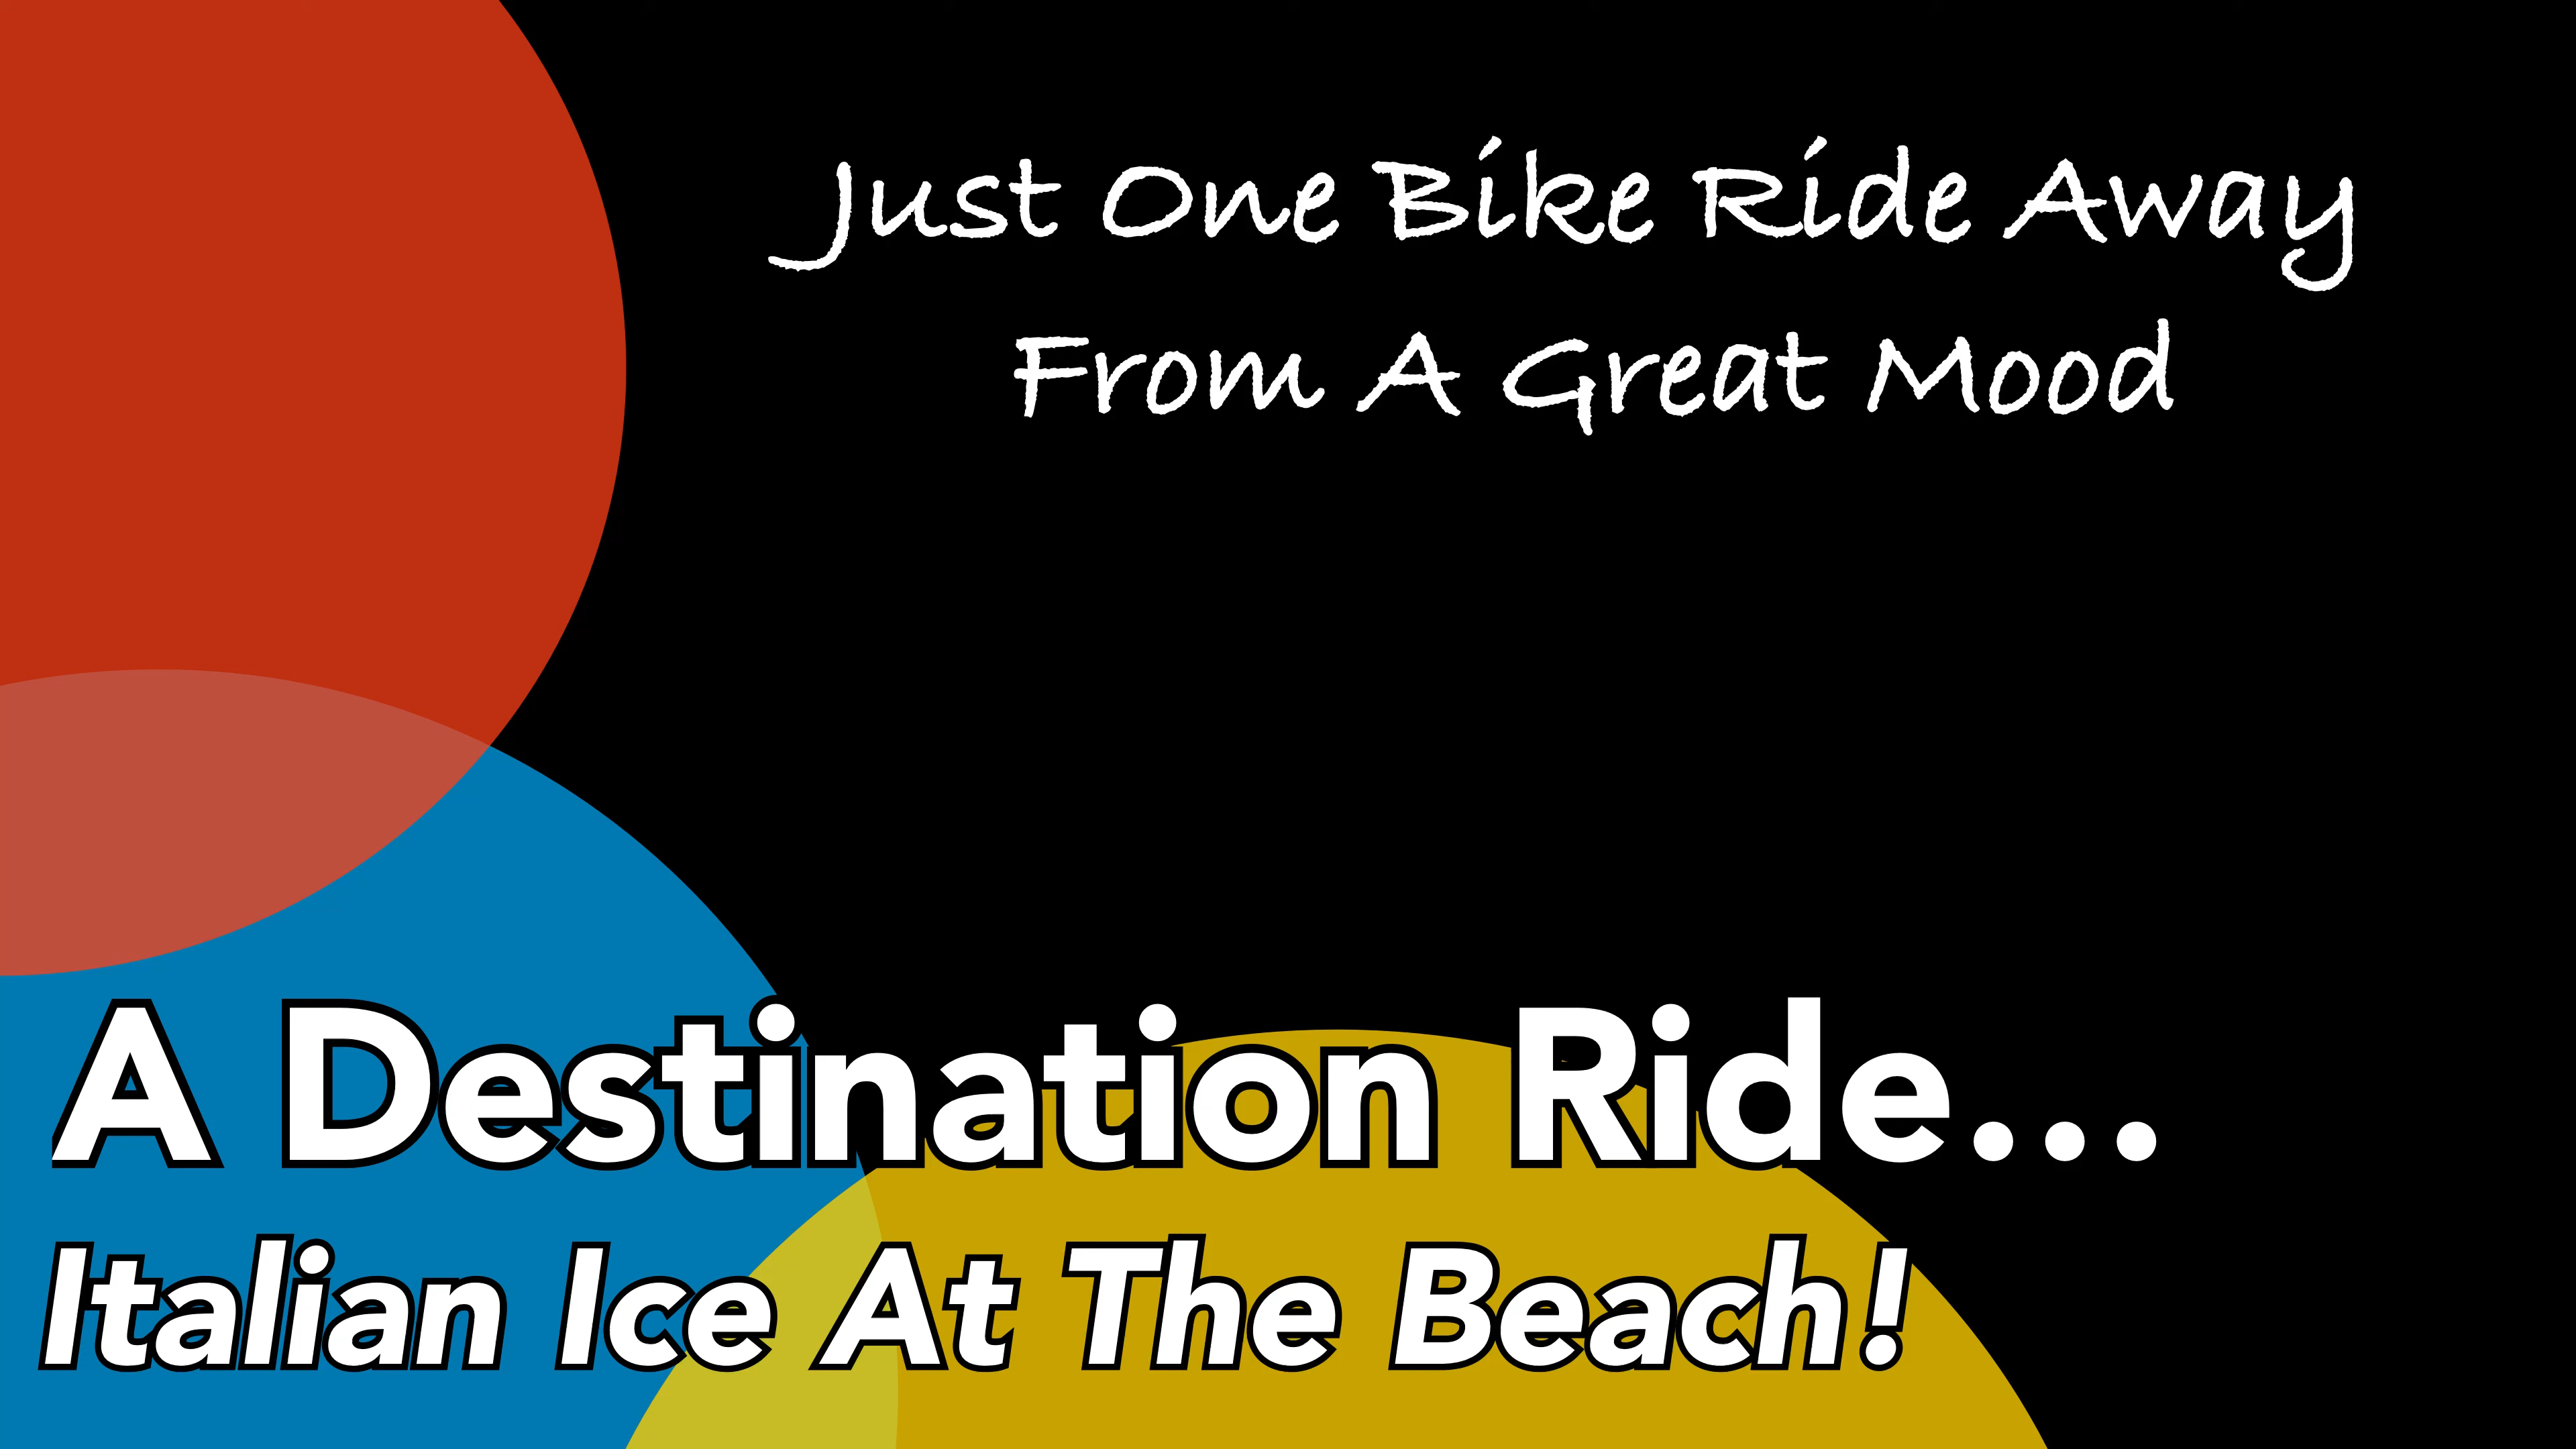 Just One Bike Ride Away
From A Great Mood
A Destination Ride...
Italian Ice At The Beach!